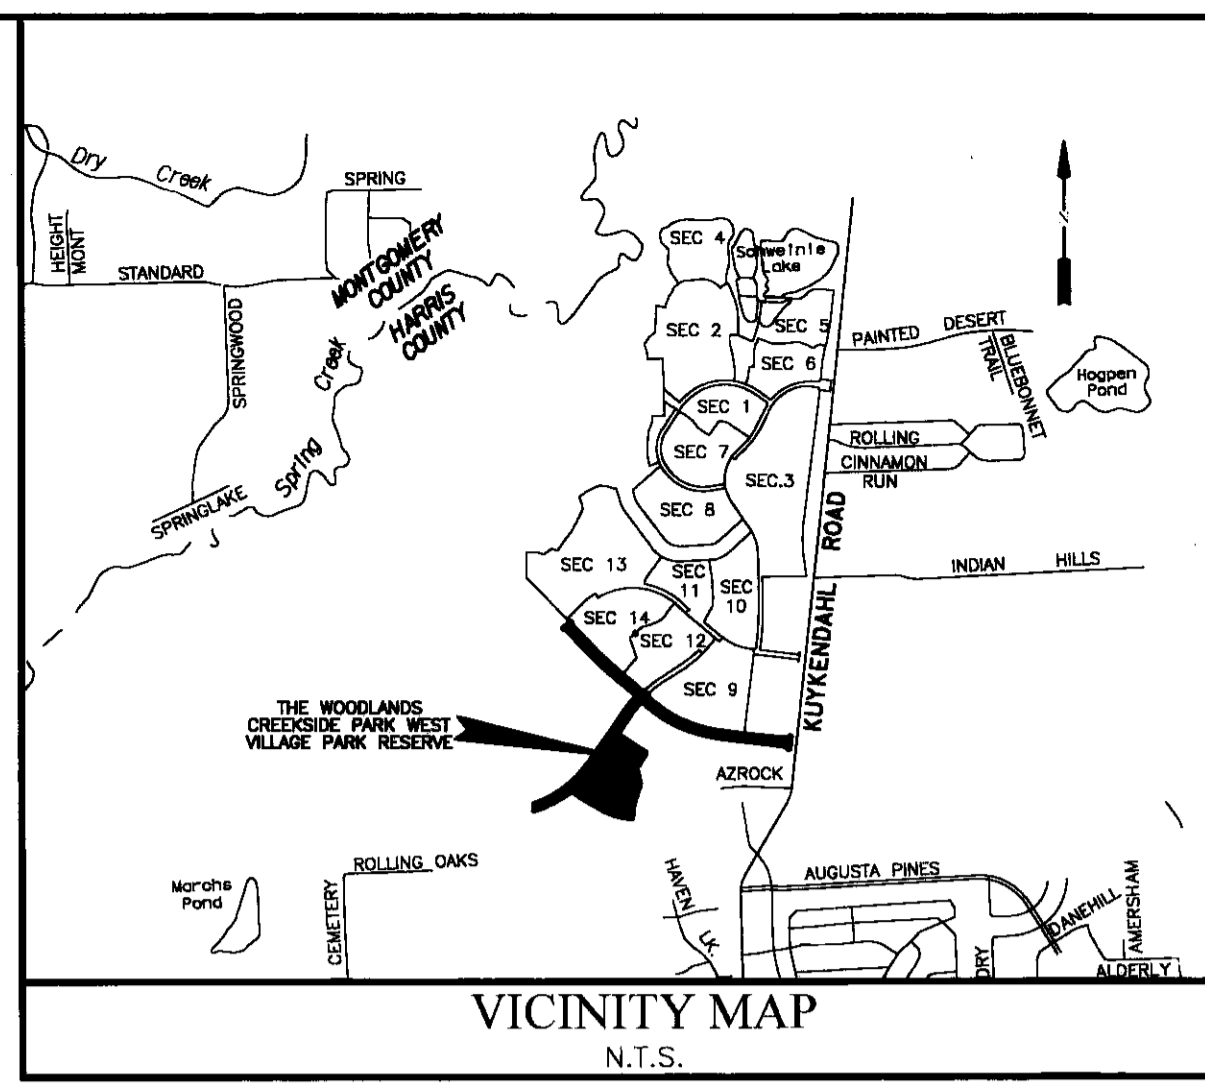 Dry Creek
SPRING
HEIGHT
MONT
STANDARD
MONTGOMERY
COUNTY
HARRIS
COUNTY
SPRINGWOOD
Spring Creek
SPRINGLAKE
SEC 4
Schweinle
Lake
SEC 2
SEC 5
SEC 6
SEC 1
SEC 7
SEC.3
SEC 8
SEC 13
SEC
11
SEC
10
SEC 14
SEC 12
SEC 9
PAINTED DESERT
BLUEBONNET
TRAIL
Hogpen
Pond
ROLLING
CINNAMON
RUN
INDIAN HILLS
KUYKENDAHL ROAD
THE WOODLANDS
CREEKSIDE PARK WEST
VILLAGE PARK RESERVE
AZROCK
Marchs
Pond
ROLLING OAKS
CEMETERY
HAVEN LK.
AUGUSTA PINES
DRY
DANEHILL
AMERSHAM
ALDERLY
VICINITY MAP
N.T.S.